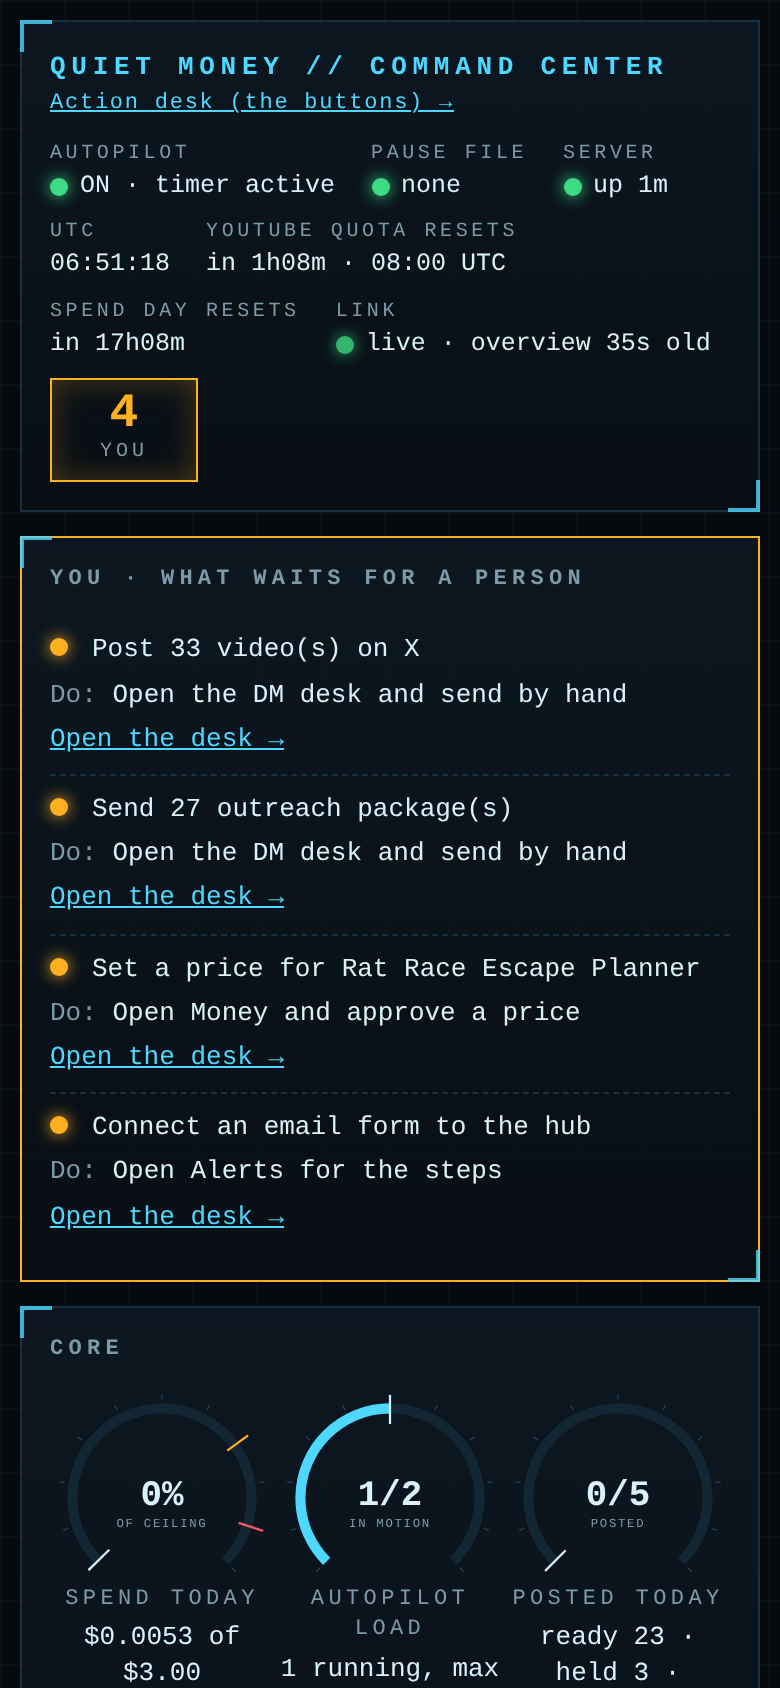 QUIET MONEY // COMMAND CENTER
Action desk (the buttons) →
AUTOPILOT
ON · timer active
PAUSE FILE
none
SERVER
up 1m
UTC
06:51:18
YOUTUBE QUOTA RESETS
in 1h08m · 08:00 UTC
SPEND DAY RESETS
in 17h08m
LINK
live · overview 35s old
4
YOU
YOU · WHAT WAITS FOR A PERSON
Post 33 video(s) on X
Do: Open the DM desk and send by hand
Open the desk →
Send 27 outreach package(s)
Do: Open the DM desk and send by hand
Open the desk →
Set a price for Rat Race Escape Planner
Do: Open Money and approve a price
Open the desk →
Connect an email form to the hub
Do: Open Alerts for the steps
Open the desk →
CORE
0%
OF CEILING
SPEND TODAY
$0.0053 of
$3.00
1/2
IN MOTION
AUTOPILOT
LOAD
1 running, max
0/5
POSTED
POSTED TODAY
ready 23 ·
held 3 ·